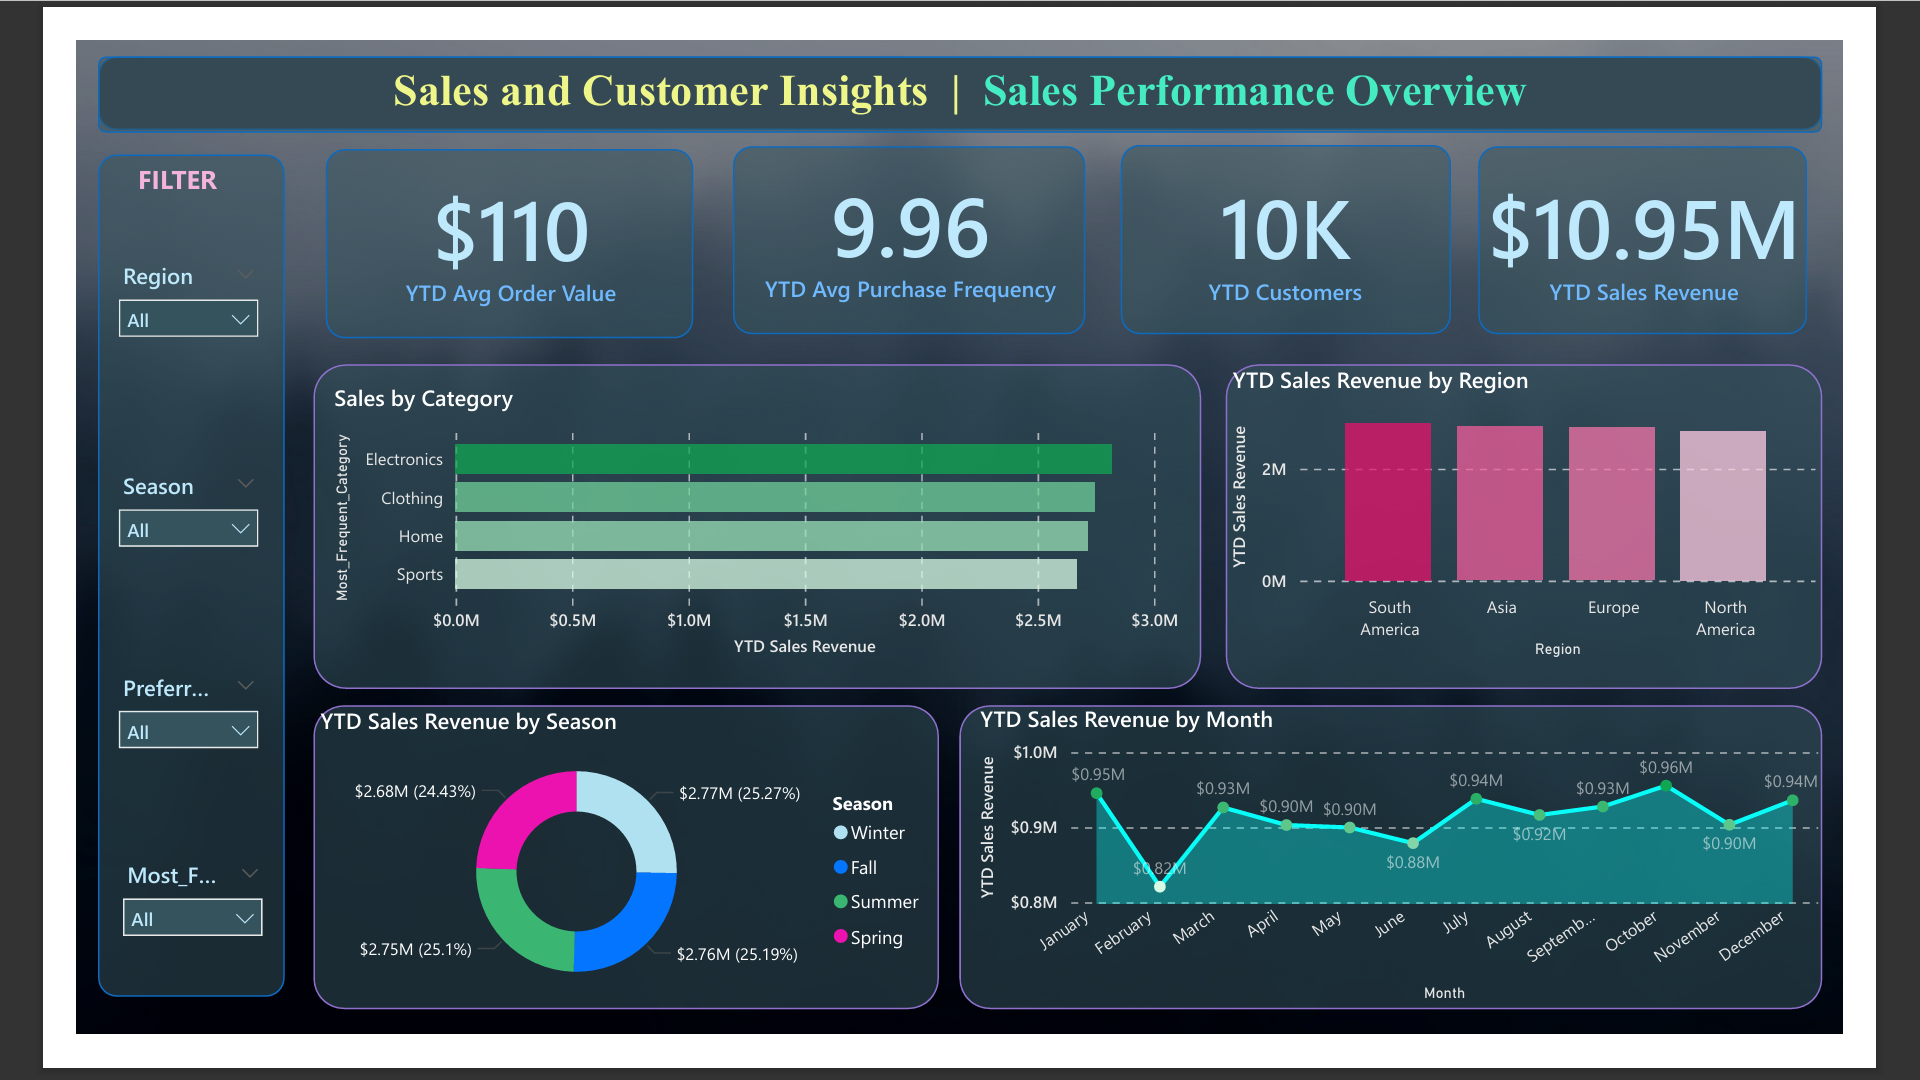 Sales and Customer Insights | Sales Performance Overview
FILTER
Region
All
Season
All
Preferr...
All
Most_F...
All
$110
YTD Avg Order Value
9.96
YTD Avg Purchase Frequency
10K
YTD Customers
$10.95M
YTD Sales Revenue
Sales by Category
Most_Frequent_Category
Electronics
Clothing
Home
Sports
$0.0M $0.5M $1.0M $1.5M $2.0M $2.5M $3.0M
YTD Sales Revenue
YTD Sales Revenue by Region
YTD Sales Revenue
2M
0M
South America
Asia
Europe
North America
Region
YTD Sales Revenue by Season
$2.68M (24.43%)
$2.77M (25.27%)
$2.75M (25.1%)
$2.76M (25.19%)
Season
Winter
Fall
Summer
Spring
YTD Sales Revenue by Month
YTD Sales Revenue
$1.0M
$0.9M
$0.8M
$0.95M
$0.82M
$0.93M
$0.90M
$0.90M
$0.88M
$0.94M
$0.92M
$0.93M
$0.96M
$0.90M
$0.94M
January February March April May June July August Septemb... October November December
Month